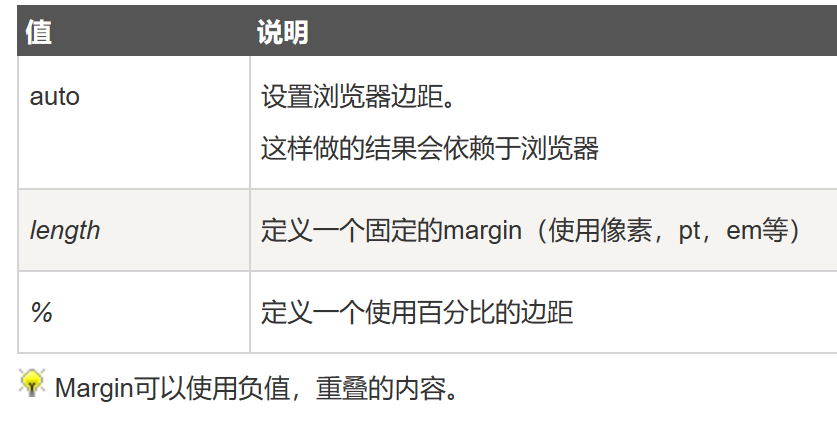 值 说明
auto 设置浏览器边距。
这样做的结果会依赖于浏览器
length 定义一个固定的margin（使用像素，pt，em等）
% 定义一个使用百分比的边距
Margin可以使用负值，重叠的内容。